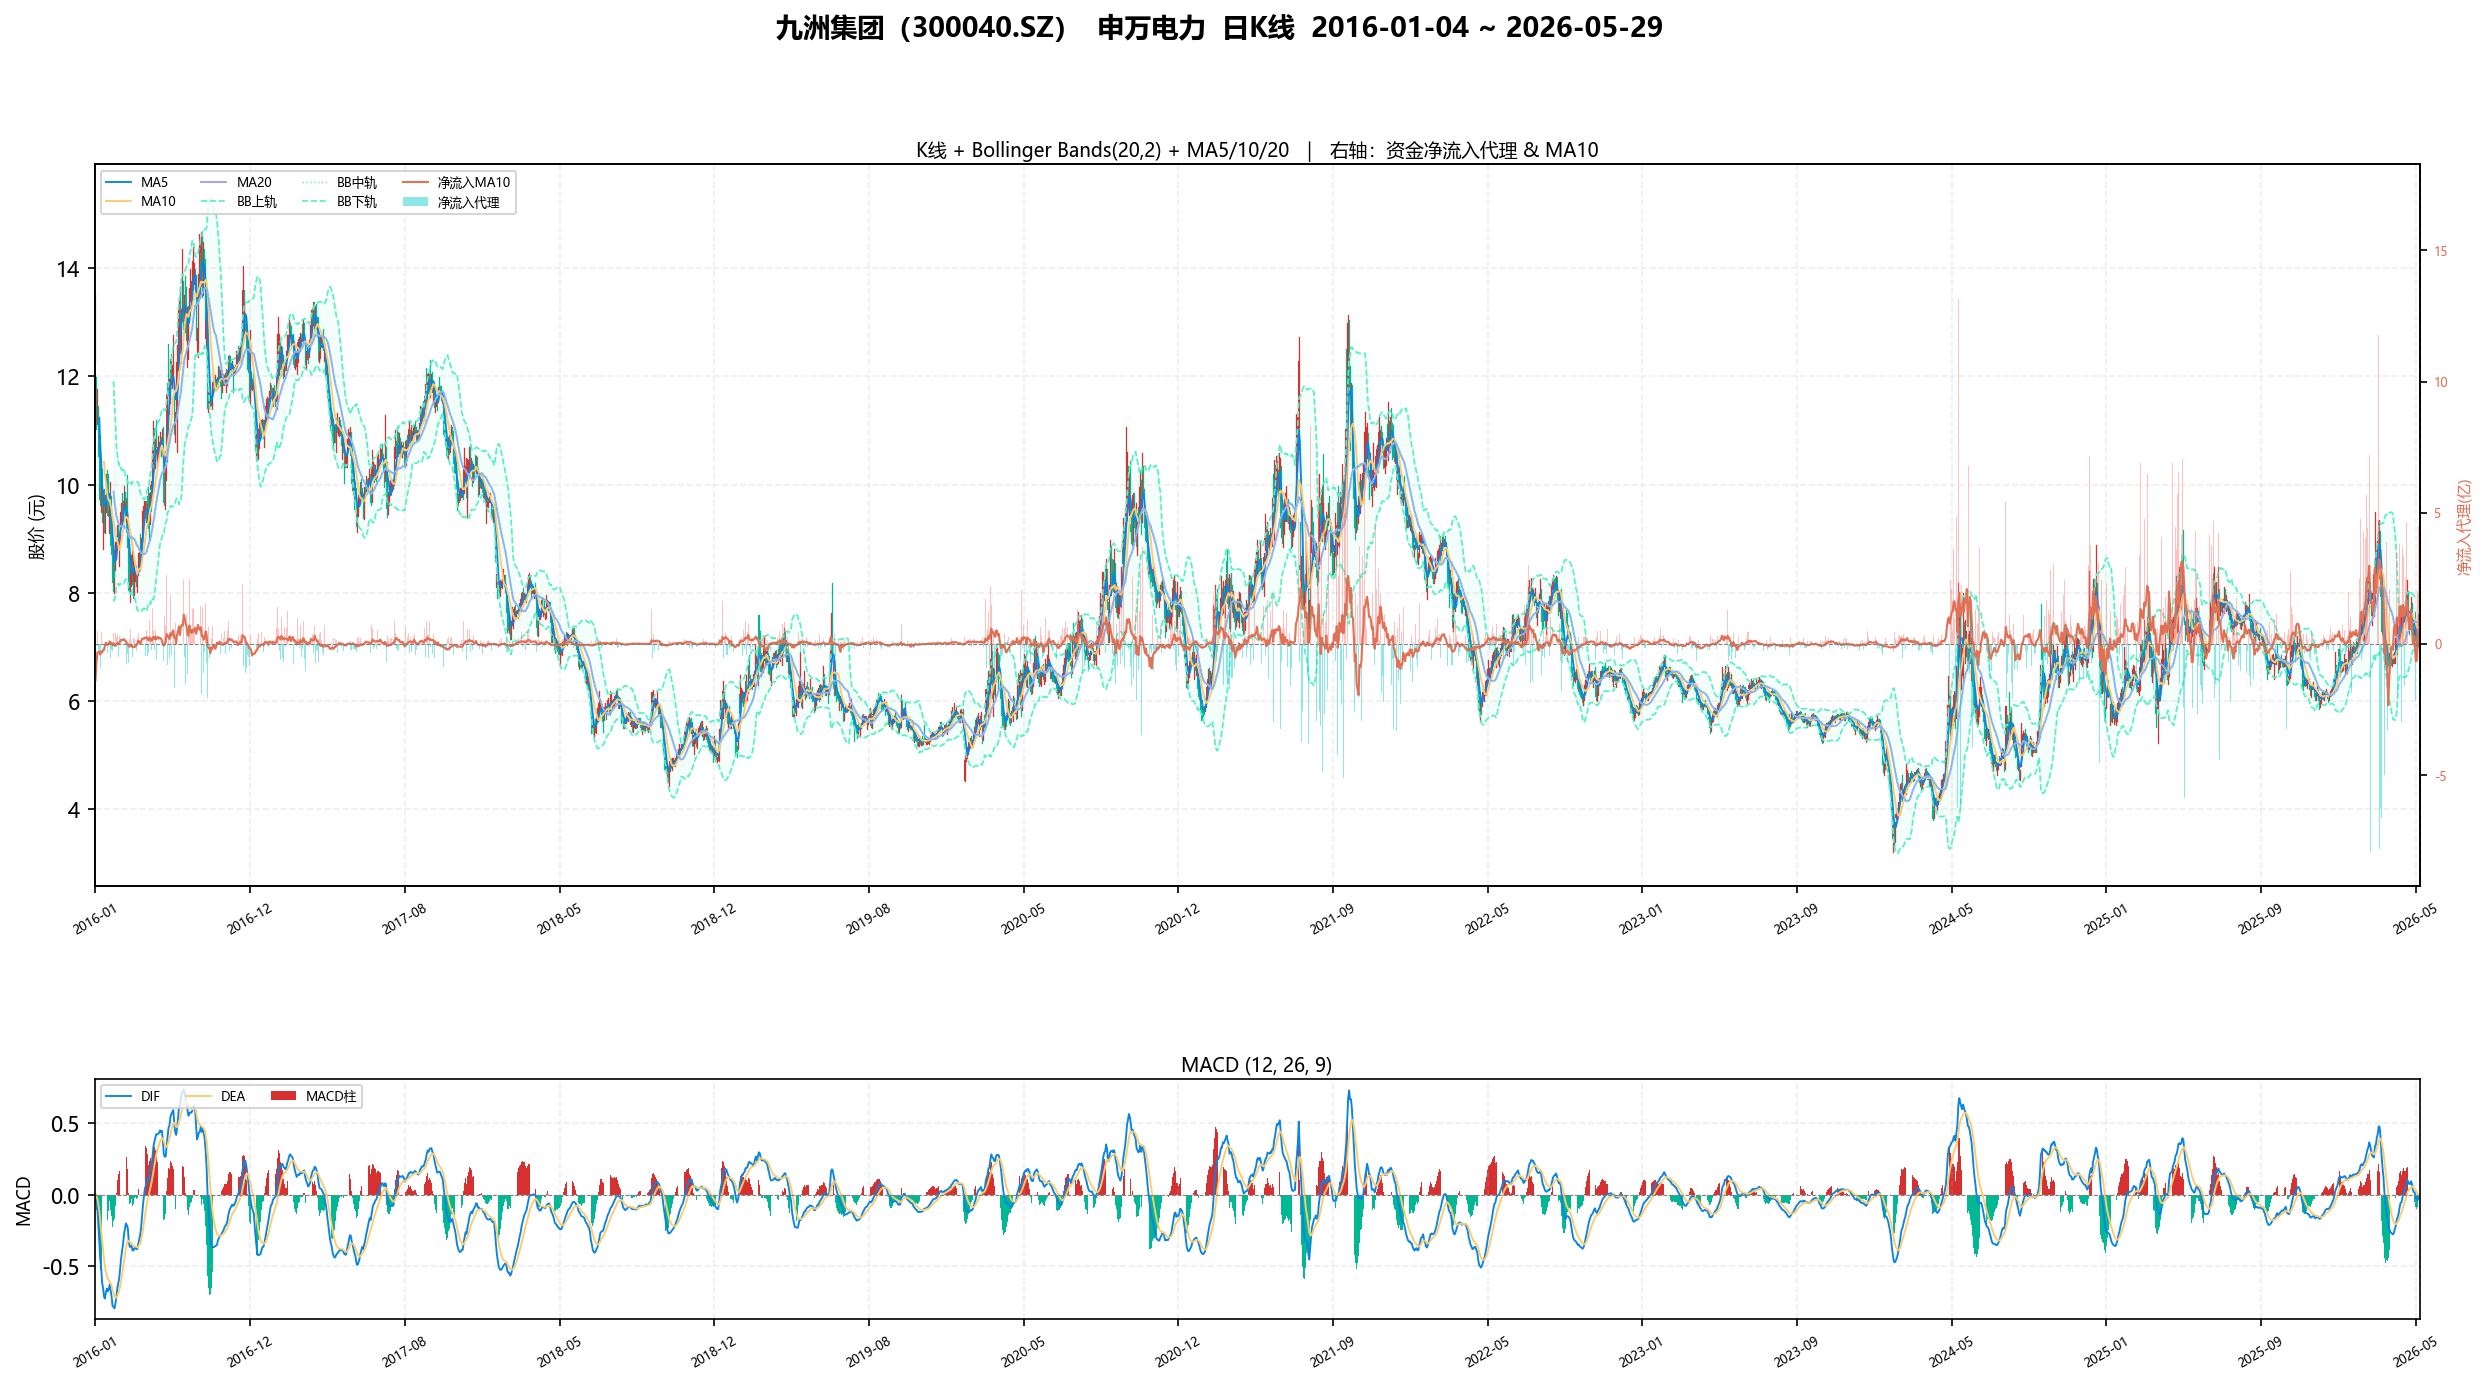 九洲集团（300040.SZ） 申万电力 日K线 2016-01-04 ~ 2026-05-29
K线 + Bollinger Bands(20,2) + MA5/10/20 | 右轴：资金净流入代理 & MA10
MA5 MA20 BB中轨 净流入MA10
MA10 BB上轨 BB下轨 净流入代理
股价 (元)
14
12
10
8
6
4
15
10
5
0
-5
净流入代理(亿)
2016-01 2016-12 2017-08 2018-05 2018-12 2019-08 2020-05 2020-12 2021-09 2022-05 2023-01 2023-09 2024-05 2025-01 2025-09 2026-05
MACD (12, 26, 9)
DIF DEA MACD柱
MACD
0.5
0.0
-0.5
2016-01 2016-12 2017-08 2018-05 2018-12 2019-08 2020-05 2020-12 2021-09 2022-05 2023-01 2023-09 2024-05 2025-01 2025-09 2026-05